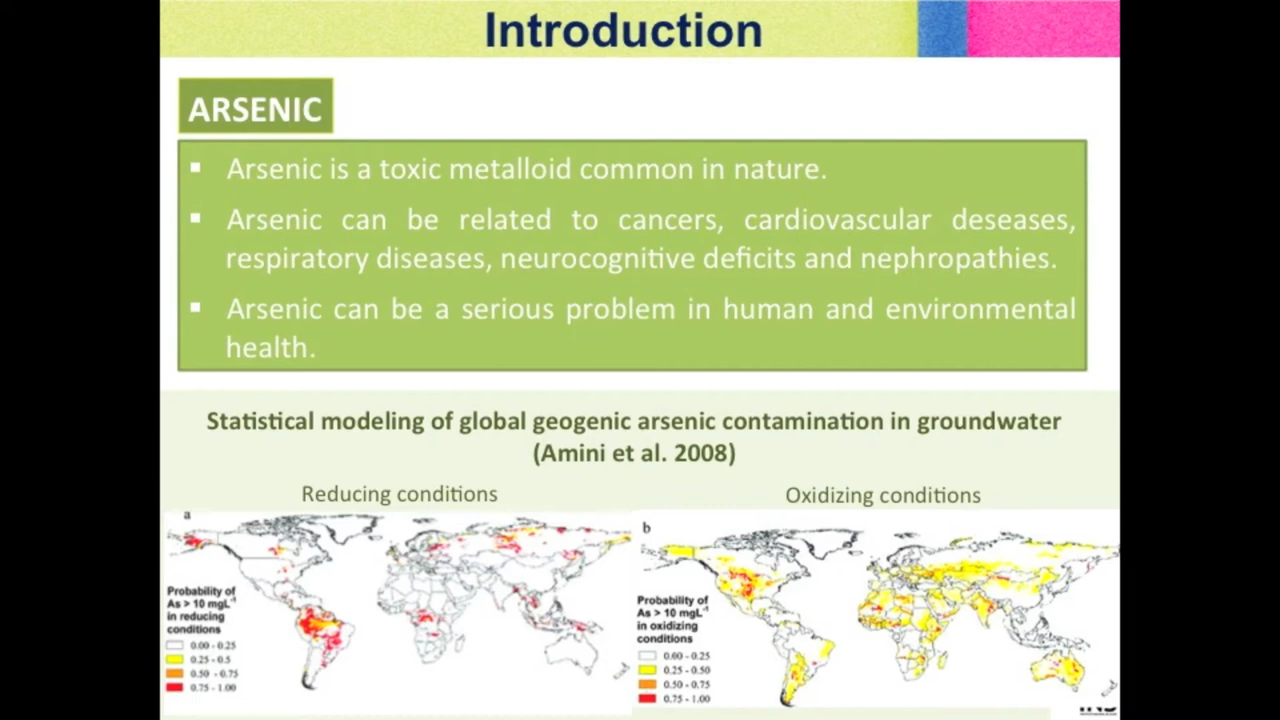 Introduction
ARSENIC
▪ Arsenic is a toxic metalloid common in nature.
▪ Arsenic can be related to cancers, cardiovascular deseases,
respiratory diseases, neurocognitive deficits and nephropathies.
▪ Arsenic can be a serious problem in human and environmental
health.
Statistical modeling of global geogenic arsenic contamination in groundwater
(Amini et al. 2008)
Reducing conditions
Oxidizing conditions
a
Probability of
As > 10 mgL⁻¹
in reducing
conditions
0.00 - 0.25
0.25 - 0.5
0.50 - 0.75
0.75 - 1.00
b
Probability of
As > 10 mgL⁻¹
in oxidizing
conditions
0.00 - 0.25
0.25 - 0.50
0.50 - 0.75
0.75 - 1.00